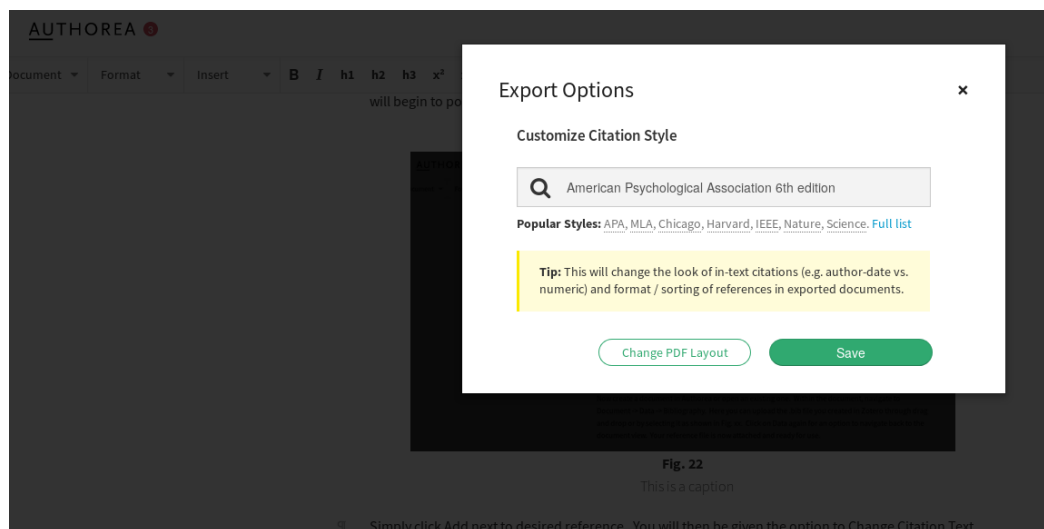 AUTHOREA 3
Document Format Insert B I h1 h2 h3 x²
will begin to po
Export Options ×
Customize Citation Style
American Psychological Association 6th edition
Popular Styles: APA, MLA, Chicago, Harvard, IEEE, Nature, Science. Full list
Tip: This will change the look of in-text citations (e.g. author-date vs.
numeric) and format / sorting of references in exported documents.
Change PDF Layout Save
Fig. 22
This is a caption
Simply click Add next to desired reference. You will then be given the option to Change Citation Text